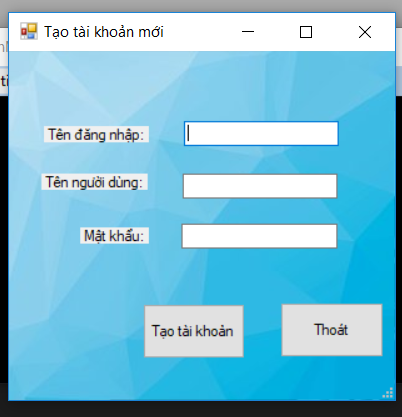 Tạo tài khoản mới
Tên đăng nhập:
Tên người dùng:
Mật khẩu:
Tạo tài khoản
Thoát